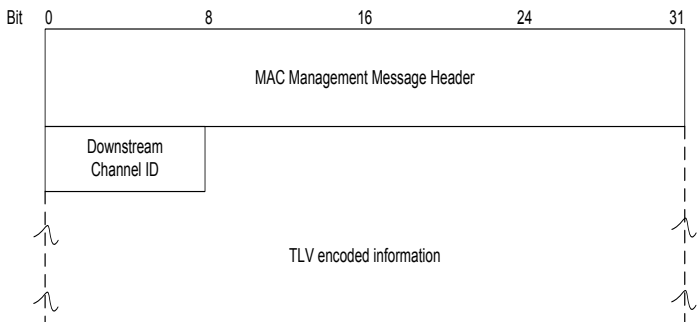 Bit 0 8 16 24 31
MAC Management Message Header
Downstream
Channel ID
TLV encoded information